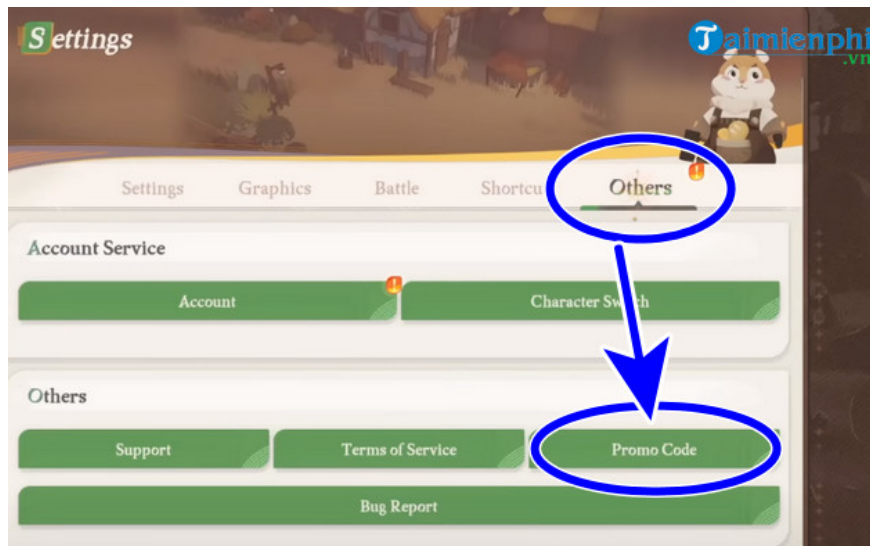 Settings
Taimienphi
.vn
Settings Graphics Battle Shortcu Others
Account Service
Account Character Switch
Others
Support Terms of Service Promo Code
Bug Report